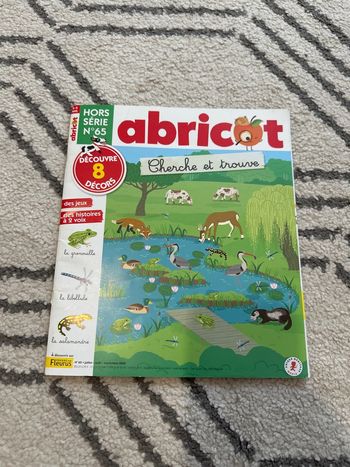 abricot
HORS
SÉRIE
N°65
abricot
DÉCOUVRE
8
DÉCORS
Cherche et trouve
des jeux
des histoires
à 2 voix
la grenouille
la libellule
la salamandre
Fleurus